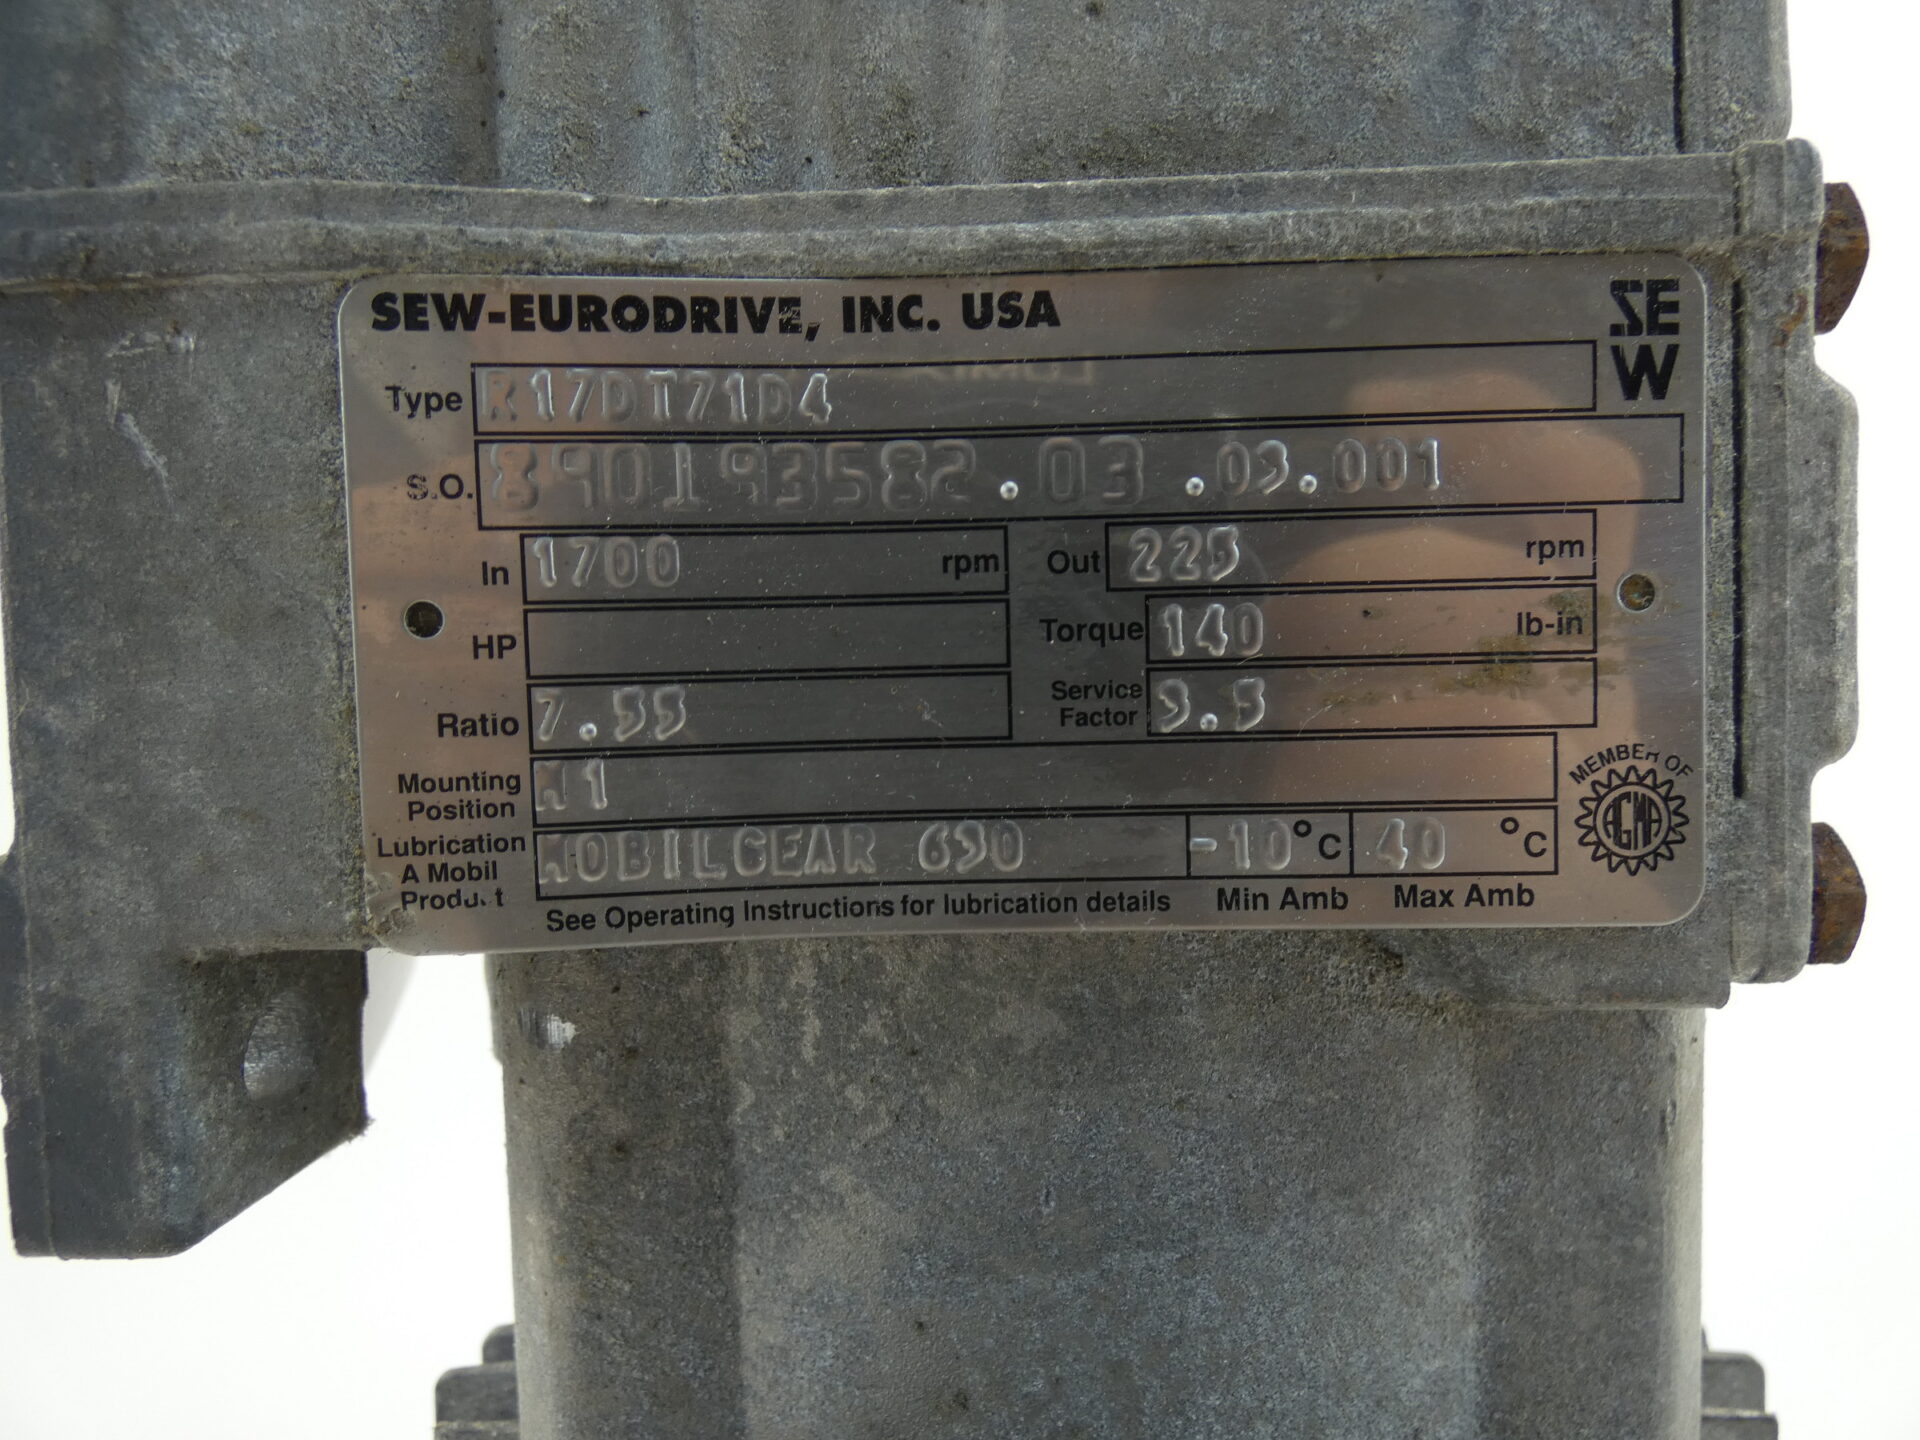 SEW-EURODRIVE, INC. USA
SE
W
Type R17DT71D4
S.O. 890193582.03.03.001
In 1700 rpm Out 225 rpm
HP Torque 140 lb-in
Ratio 7.55 Service Factor 3.5
Mounting Position M1
Lubrication A Mobil Product MOBILGEAR 630 -10°C 40 °C
See Operating Instructions for lubrication details Min Amb Max Amb
MEMBER OF
AGMA